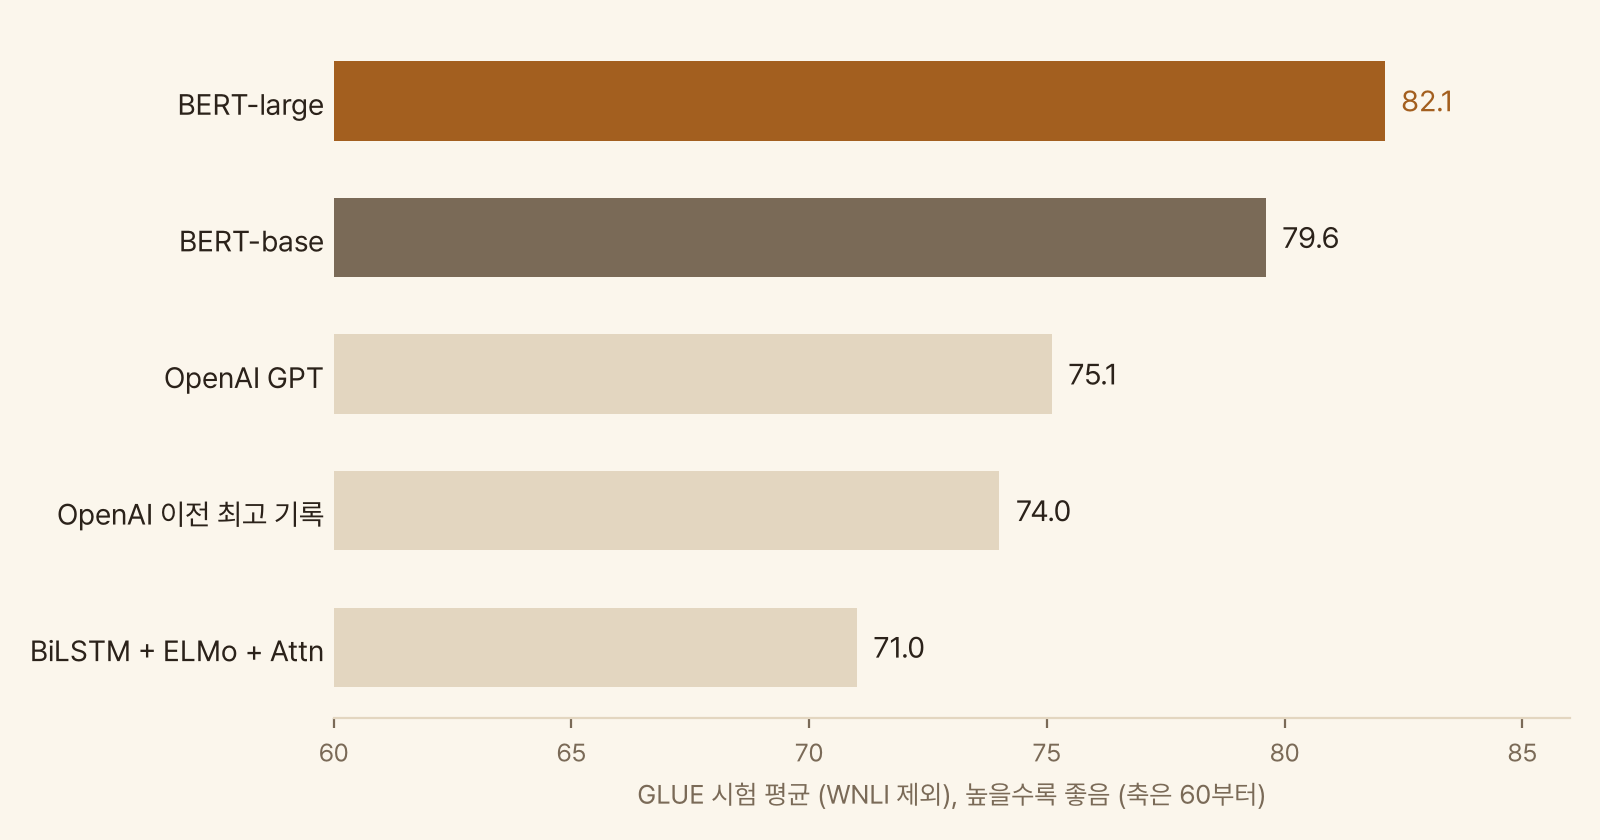 BERT-large 82.1
BERT-base 79.6
OpenAI GPT 75.1
OpenAI 이전 최고 기록 74.0
BiLSTM + ELMo + Attn 71.0
60 65 70 75 80 85
GLUE 시험 평균 (WNLI 제외), 높을수록 좋음 (축은 60부터)